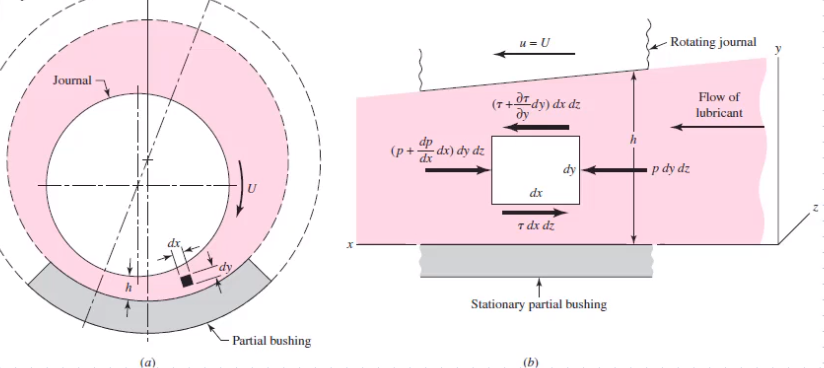 Journal
U
dx
dy
h
Partial bushing
(a)
u = U
Rotating journal
y
(τ + ∂τ/∂y dy) dx dz
Flow of
lubricant
h
(p + dp/dx dx) dy dz
dy
p dy dz
dx
τ dx dz
z
x
Stationary partial bushing
(b)